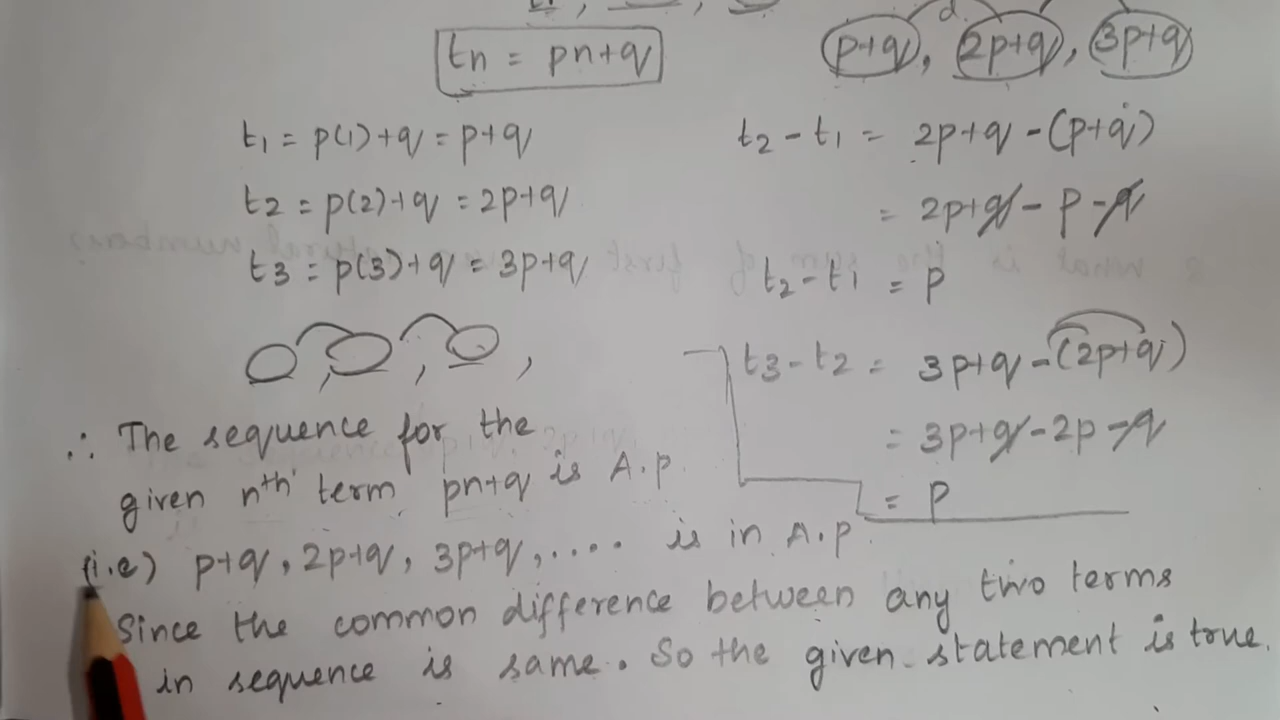 tn = pn+q
p+q, 2p+q, 3p+q
d
t1 = p(1)+q = p+q
t2 = p(2)+q = 2p+q
t3 = p(3)+q = 3p+q
t2-t1 = 2p+q-(p+q)
= 2p+q-p-q
t2-t1 = p
t3-t2 = 3p+q-(2p+q)
= 3p+q-2p-q
= p
∴ The sequence for the
given nth term pn+q is A.p
(i.e) p+q, 2p+q, 3p+q, .... is in A.p
Since the common difference between any two terms
in sequence is same. So the given statement is true.